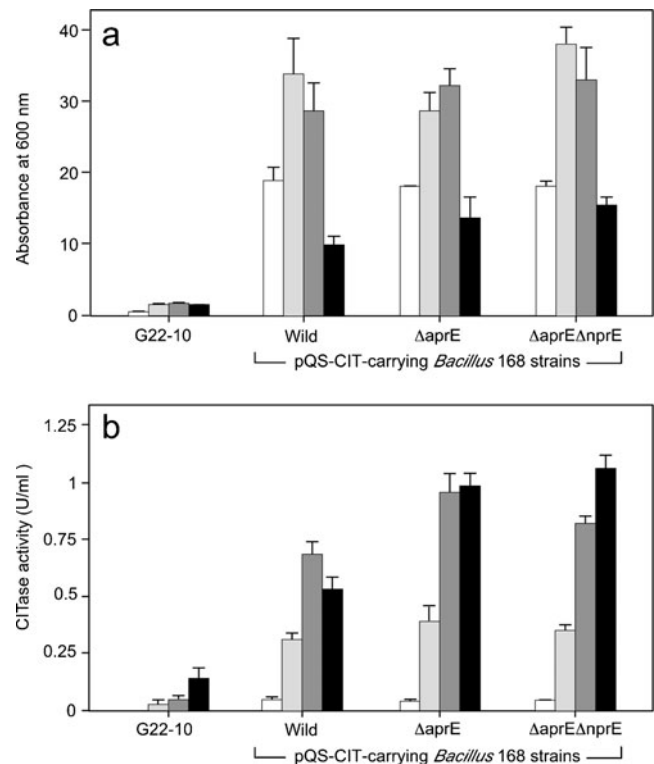 a
Absorbance at 600 nm
40
30
20
10
0
G22-10 Wild ΔaprE ΔaprEΔnprE
pQS-CIT-carrying Bacillus 168 strains
b
CITase activity (U/ml )
1.25
1
0.75
0.5
0.25
0
G22-10 Wild ΔaprE ΔaprEΔnprE
pQS-CIT-carrying Bacillus 168 strains